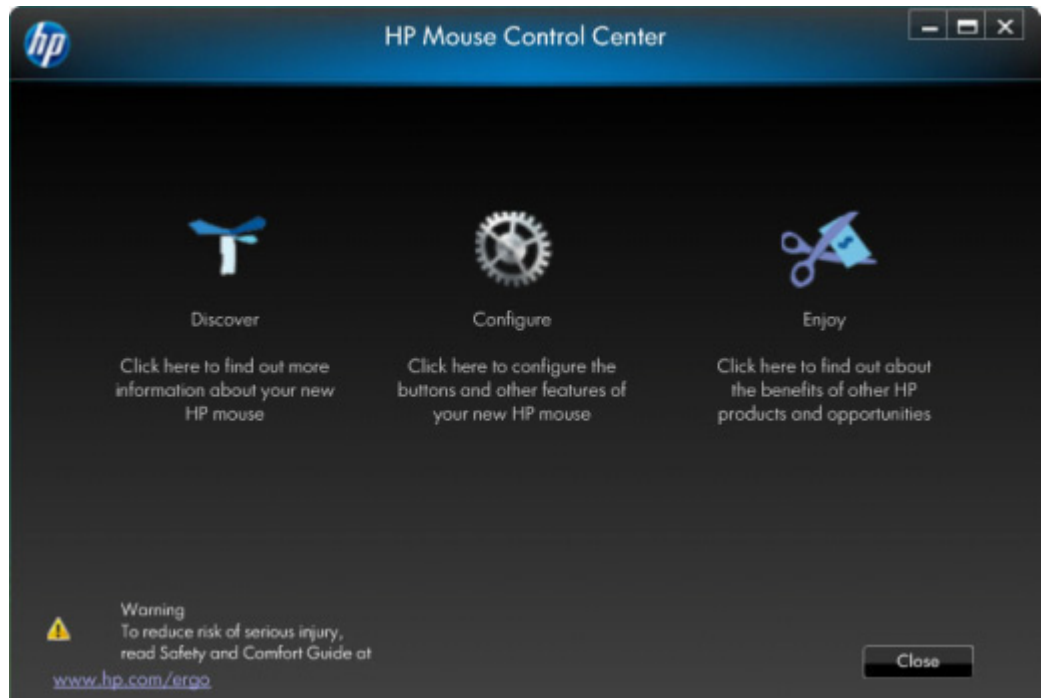 hp
HP Mouse Control Center
Discover
Click here to find out more
information about your new
HP mouse
Configure
Click here to configure the
buttons and other features of
your new HP mouse
Enjoy
Click here to find out about
the benefits of other HP
products and opportunities
$
Warning
To reduce risk of serious injury,
read Safety and Comfort Guide at
www.hp.com/ergo
Close